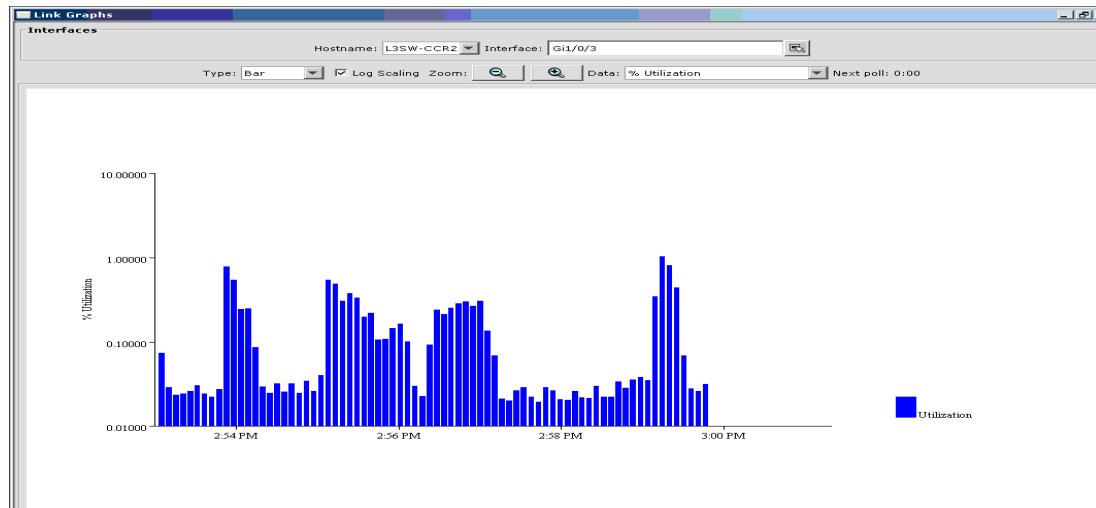 Link Graphs
Interfaces
Hostname: L3SW-CCR2 Interface: Gi1/0/3
Type: Bar Log Scaling Zoom: Data: % Utilization Next poll: 0:00
10.00000
1.00000
% Utilization
0.10000
0.01000
2:54 PM 2:56 PM 2:58 PM 3:00 PM
Utilization